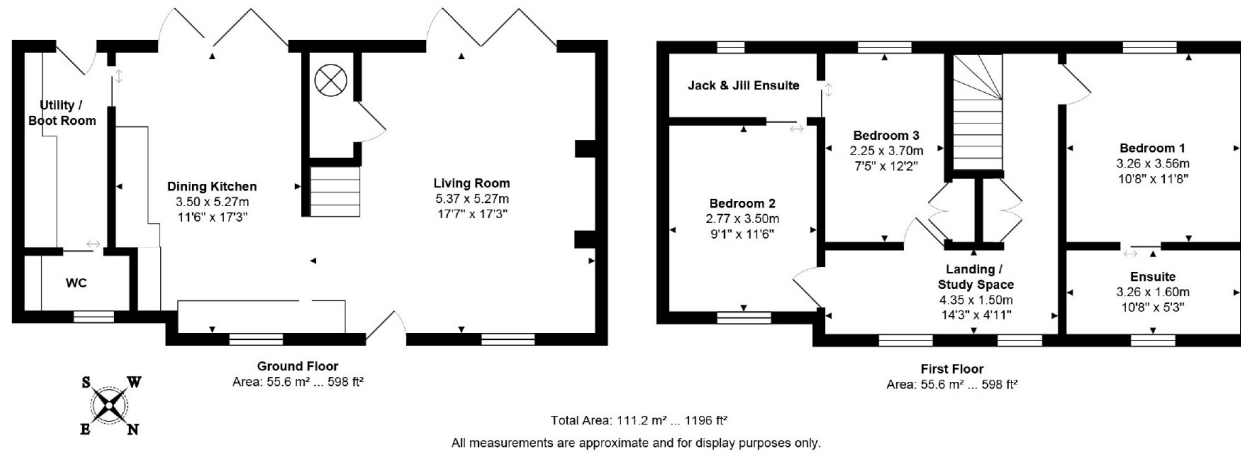 Utility /
Boot Room
Dining Kitchen
3.50 x 5.27m
11'6" x 17'3"
Living Room
5.37 x 5.27m
17'7" x 17'3"
WC
Ground Floor
Area: 55.6 m² ... 598 ft²
Jack & Jill Ensuite
Bedroom 3
2.25 x 3.70m
7'5" x 12'2"
Bedroom 1
3.26 x 3.56m
10'8" x 11'8"
Bedroom 2
2.77 x 3.50m
9'1" x 11'6"
Landing /
Study Space
4.35 x 1.50m
14'3" x 4'11"
Ensuite
3.26 x 1.60m
10'8" x 5'3"
First Floor
Area: 55.6 m² ... 598 ft²
S W
E N
Total Area: 111.2 m² ... 1196 ft²
All measurements are approximate and for display purposes only.